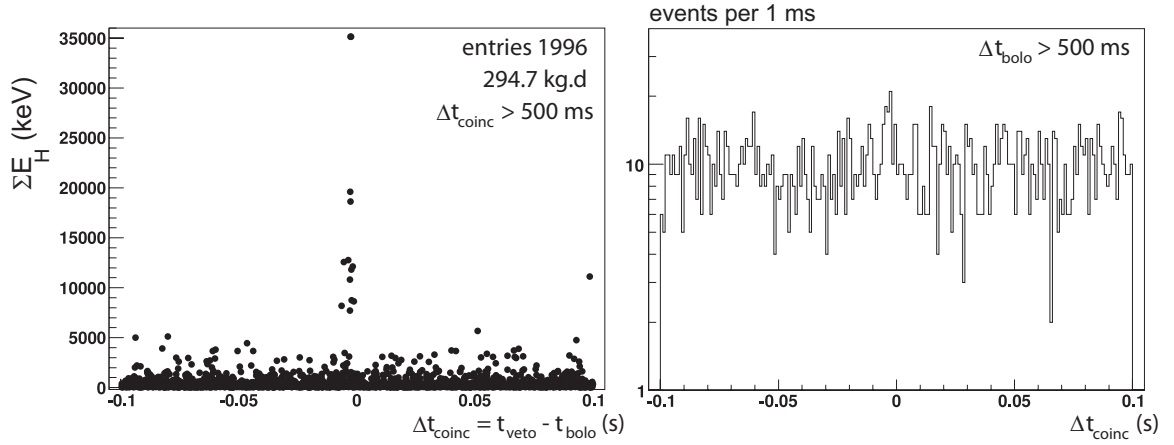 35000
30000
25000
20000
15000
10000
5000
0
ΣE_H (keV)
entries 1996
294.7 kg.d
Δt_coinc > 500 ms
-0.1 -0.05 0 0.05 0.1
Δt_coinc = t_veto - t_bolo (s)
events per 1 ms
Δt_bolo > 500 ms
10
1
-0.1 -0.05 0 0.05 0.1
Δt_coinc (s)